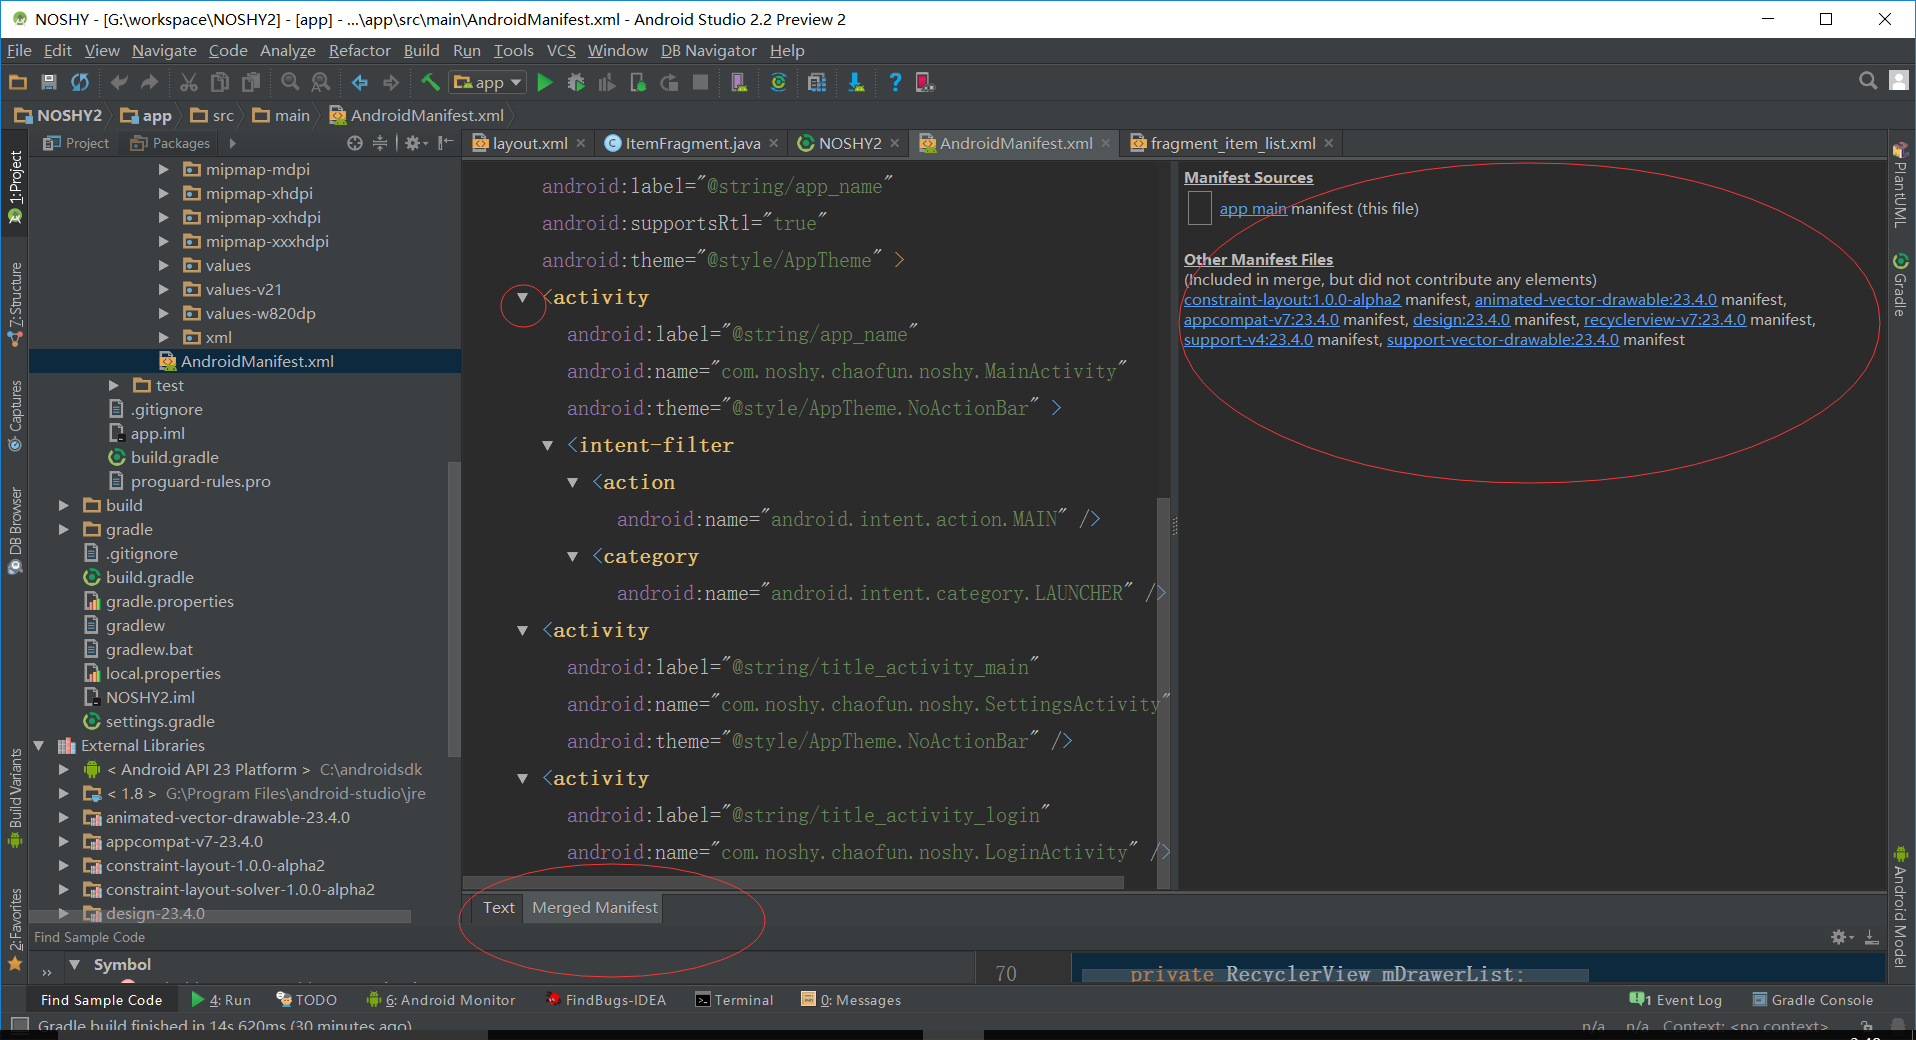 NOSHY - [G:\workspace\NOSHY2] - [app] - ...\app\src\main\AndroidManifest.xml - Android Studio 2.2 Preview 2
File Edit View Navigate Code Analyze Refactor Build Run Tools VCS Window DB Navigator Help
app
NOSHY2 app src main AndroidManifest.xml
Project Packages
layout.xml ItemFragment.java NOSHY2 AndroidManifest.xml fragment_item_list.xml
1: Project
Z: Structure
Captures
DB Browser
Build Variants
2: Favorites
mipmap-mdpi
mipmap-xhdpi
mipmap-xxhdpi
mipmap-xxxhdpi
values
values-v21
values-w820dp
xml
AndroidManifest.xml
test
.gitignore
app.iml
build.gradle
proguard-rules.pro
build
gradle
.gitignore
build.gradle
gradle.properties
gradlew
gradlew.bat
local.properties
NOSHY2.iml
settings.gradle
External Libraries
< Android API 23 Platform > C:\androidsdk
< 1.8 > G:\Program Files\android-studio\jre
animated-vector-drawable-23.4.0
appcompat-v7-23.4.0
constraint-layout-1.0.0-alpha2
constraint-layout-solver-1.0.0-alpha2
design-23.4.0
android:label="@string/app_name"
android:supportsRtl="true"
android:theme="@style/AppTheme" >
<activity
android:label="@string/app_name"
android:name="com.noshy.chaofun.noshy.MainActivity"
android:theme="@style/AppTheme.NoActionBar" >
<intent-filter
<action
android:name="android.intent.action.MAIN" />
<category
android:name="android.intent.category.LAUNCHER" />
<activity
android:label="@string/title_activity_main"
android:name="com.noshy.chaofun.noshy.SettingsActivity"
android:theme="@style/AppTheme.NoActionBar" />
<activity
android:label="@string/title_activity_login"
android:name="com.noshy.chaofun.noshy.LoginActivity" />
Text Merged Manifest
Manifest Sources
app main manifest (this file)
Other Manifest Files
(Included in merge, but did not contribute any elements)
constraint-layout:1.0.0-alpha2 manifest, animated-vector-drawable:23.4.0 manifest,
appcompat-v7:23.4.0 manifest, design:23.4.0 manifest, recyclerview-v7:23.4.0 manifest,
support-v4:23.4.0 manifest, support-vector-drawable:23.4.0 manifest
PlantUML
Gradle
Android Model
Find Sample Code
Symbol
70 private RecyclerView mDrawerList;
Find Sample Code 4: Run TODO 6: Android Monitor FindBugs-IDEA Terminal 0: Messages 1 Event Log Gradle Console
Gradle build finished in 14s 620ms (30 minutes ago) n/a n/a Context: <no context>